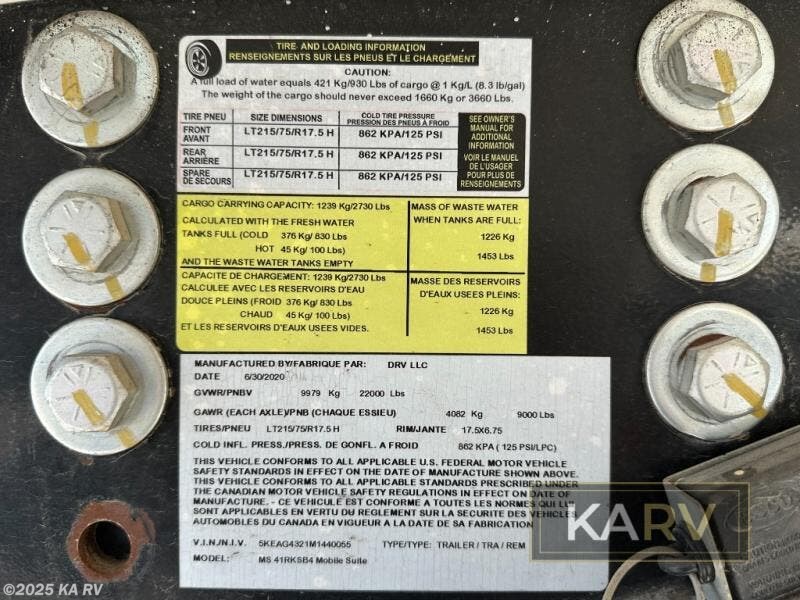 TIRE AND LOADING INFORMATION
RENSEIGNEMENTS SUR LES PNEUS ET LE CHARGEMENT
CAUTION:
A full load of water equals 421 Kg/930 Lbs of cargo @ 1 Kg/L (8.3 lb/gal)
The weight of the cargo should never exceed 1660 Kg or 3660 Lbs.
TIRE PNEU SIZE DIMENSIONS COLD TIRE PRESSURE
PRESSION DES PNEUS À FROID
FRONT
AVANT LT215/75/R17.5 H 862 KPA/125 PSI
REAR
ARRIÈRE LT215/75/R17.5 H 862 KPA/125 PSI
SPARE
DE SECOURS LT215/75/R17.5 H 862 KPA/125 PSI
SEE OWNER'S
MANUAL FOR
ADDITIONAL
INFORMATION
VOIR LE MANUEL
DE L'USAGER
POUR PLUS DE
RENSEIGNEMENTS
CARGO CARRYING CAPACITY: 1239 Kg/2730 Lbs
CALCULATED WITH THE FRESH WATER
TANKS FULL (COLD 376 Kg/ 830 Lbs
HOT 45 Kg/ 100 Lbs)
AND THE WASTE WATER TANKS EMPTY
MASS OF WASTE WATER
WHEN TANKS ARE FULL:
1226 Kg
1453 Lbs
CAPACITE DE CHARGEMENT: 1239 Kg/2730 Lbs
CALCULEE AVEC LES RESERVOIRS D'EAU
DOUCE PLEINS (FROID 376 Kg/ 830 Lbs
CHAUD 45 Kg/ 100 Lbs)
ET LES RESERVOIRS D'EAUX USEES VIDES.
MASSE DES RESERVOIRS
D'EAUX USEES PLEINS:
1226 Kg
1453 Lbs
MANUFACTURED BY/FABRIQUE PAR: DRV LLC
DATE 6/30/2020
GVWR/PNBV 9979 Kg 22000 Lbs
GAWR (EACH AXLE)/PNB (CHAQUE ESSIEU) 4082 Kg 9000 Lbs
TIRES/PNEU LT215/75/R17.5 H RIM/JANTE 17.5X6.75
COLD INFL. PRESS./PRESS. DE GONFL. A FROID 862 KPA ( 125 PSI/LPC)
THIS VEHICLE CONFORMS TO ALL APPLICABLE U.S. FEDERAL MOTOR VEHICLE
SAFETY STANDARDS IN EFFECT ON THE DATE OF MANUFACTURE SHOWN ABOVE.
THIS VEHICLE CONFORMS TO ALL APPLICABLE STANDARDS PRESCRIBED UNDER
THE CANADIAN MOTOR VEHICLE SAFETY REGULATIONS IN EFFECT ON DATE OF
MANUFACTURE. - CE VEHICULE EST CONFORME A TOUTES LES NORMES QUI LUI
SONT APPLICABLES EN VERTU DU REGLEMENT SUR LA SECURITE DES VEHICLES
AUTOMOBILES DU CANADA EN VIGUEUR A LA DATE DE SA FABRICATION
V.I.N./N.I.V. 5KEAG4321M1440055 TYPE/TYPE: TRAILER / TRA / REM
MODEL: MS 41RKSB4 Mobile Suite
KARV
©2025 KA RV